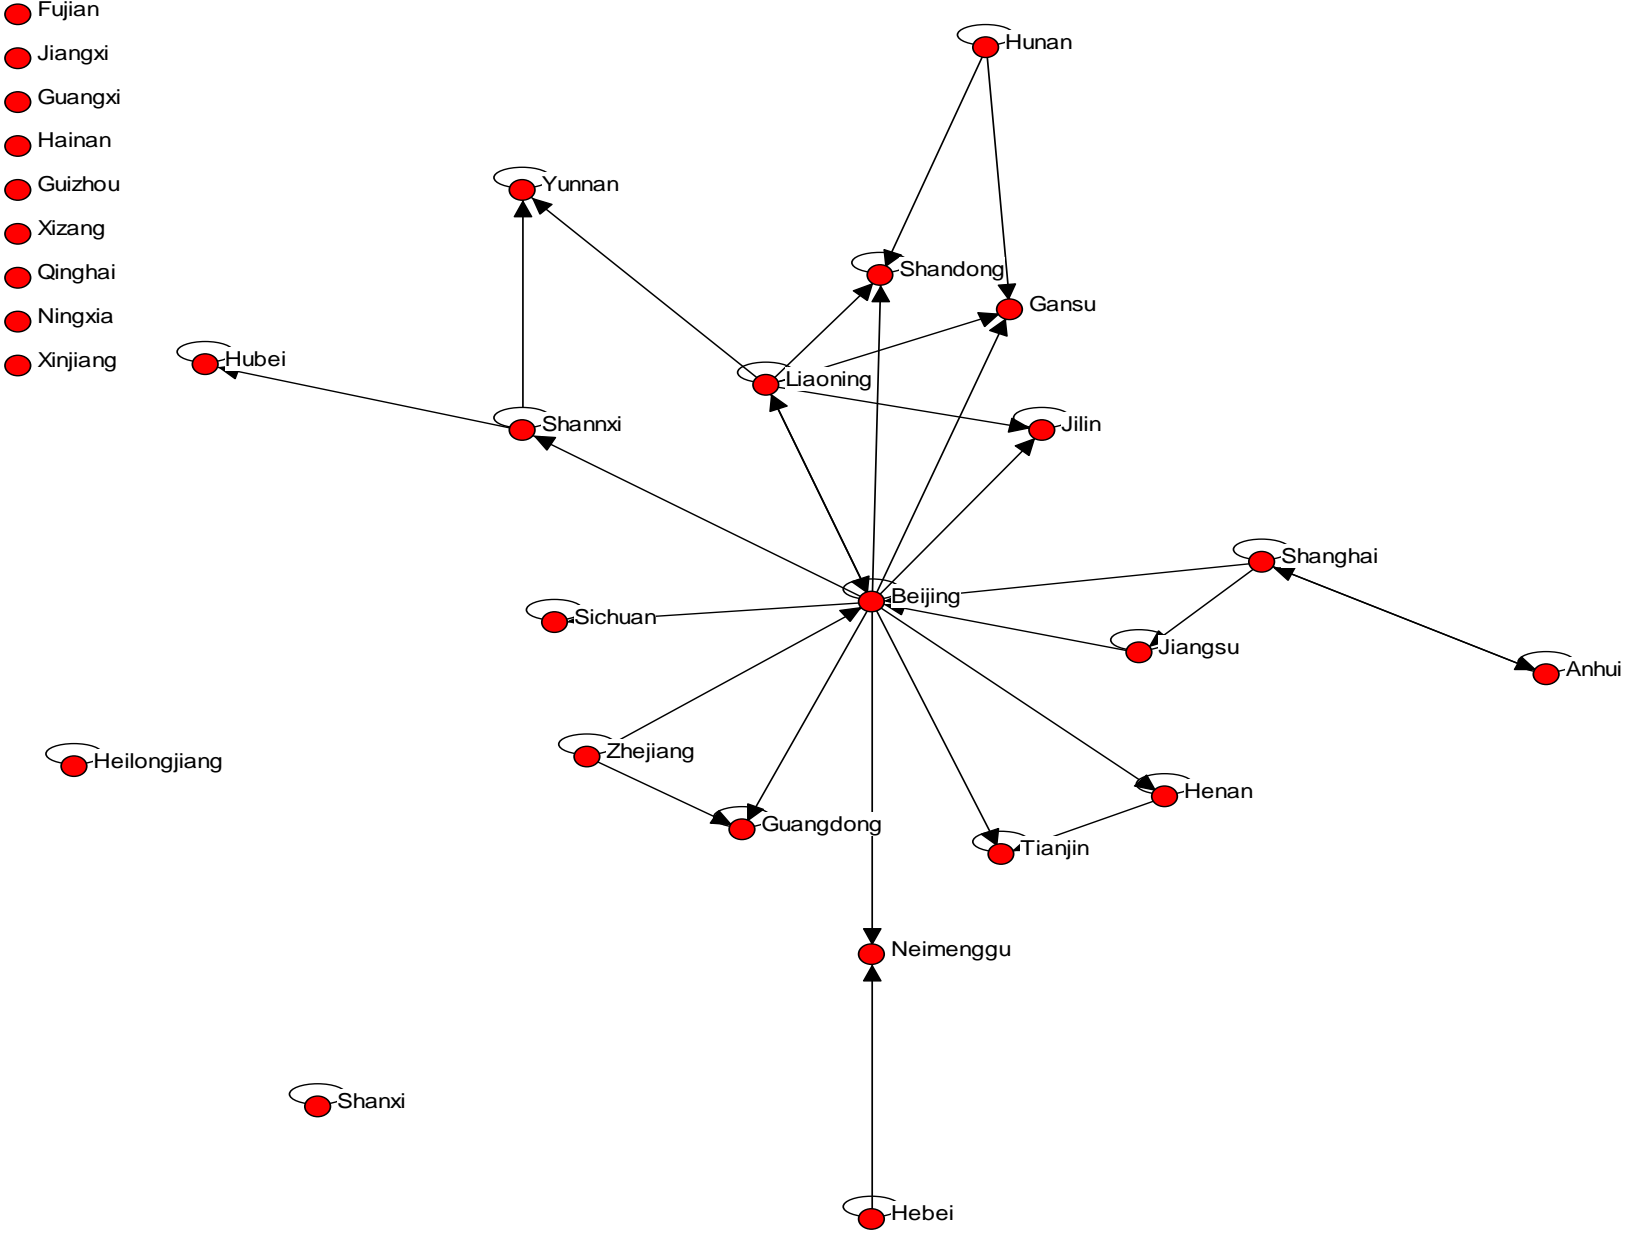 Fujian
Jiangxi
Guangxi
Hainan
Guizhou
Xizang
Qinghai
Ningxia
Xinjiang
Hunan
Yunnan
Shandong
Gansu
Hubei
Liaoning
Shannxi
Jilin
Shanghai
Beijing
Sichuan
Jiangsu
Anhui
Zhejiang
Heilongjiang
Henan
Guangdong
Tianjin
Neimenggu
Shanxi
Hebei